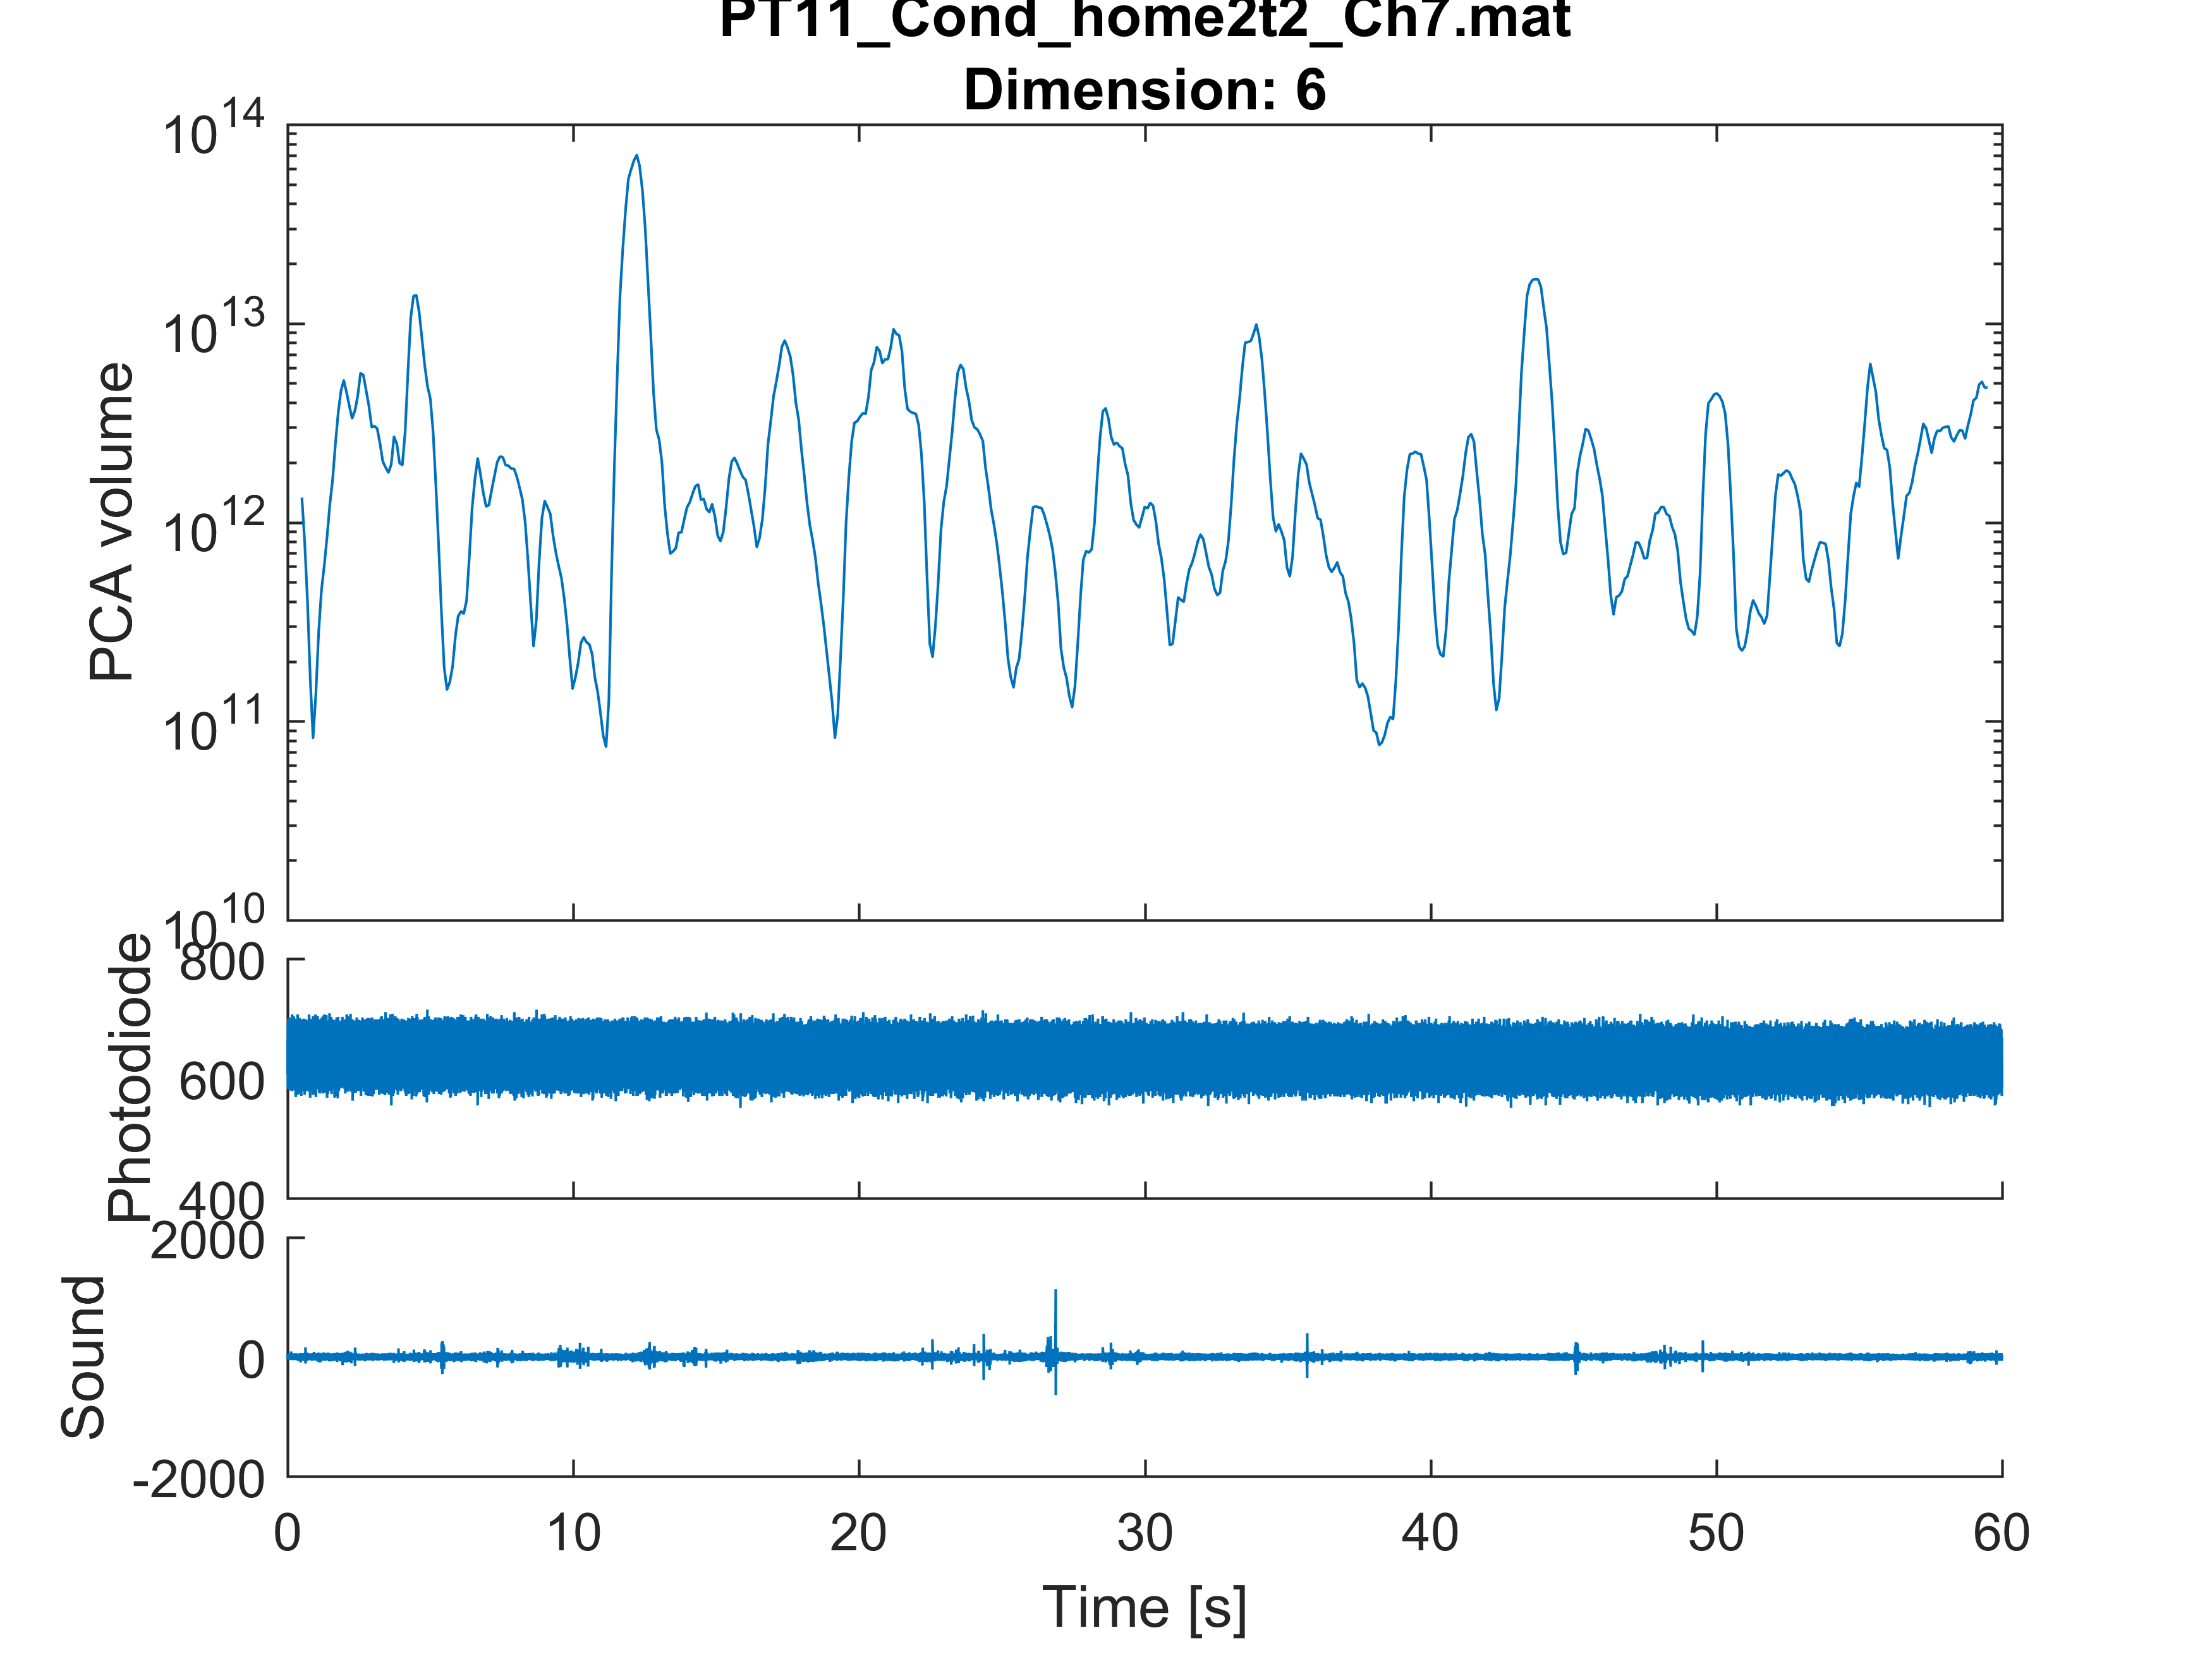 PT11_Cond_home2t2_Ch7.mat
Dimension: 6
10^14
10^13
10^12
10^11
10^10
PCA volume
800
600
400
Photodiode
2000
0
-2000
Sound
0 10 20 30 40 50 60
Time [s]